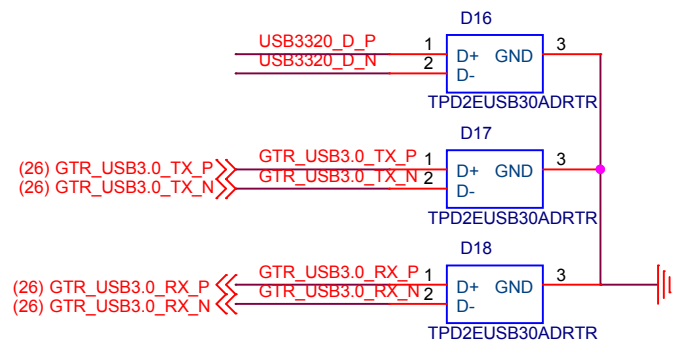 D16
USB3320_D_P 1 D+ GND 3
USB3320_D_N 2 D-
TPD2EUSB30ADRTR
D17
(26) GTR_USB3.0_TX_P GTR_USB3.0_TX_P 1 D+ GND 3
(26) GTR_USB3.0_TX_N GTR_USB3.0_TX_N 2 D-
TPD2EUSB30ADRTR
D18
(26) GTR_USB3.0_RX_P GTR_USB3.0_RX_P 1 D+ GND 3
(26) GTR_USB3.0_RX_N GTR_USB3.0_RX_N 2 D-
TPD2EUSB30ADRTR